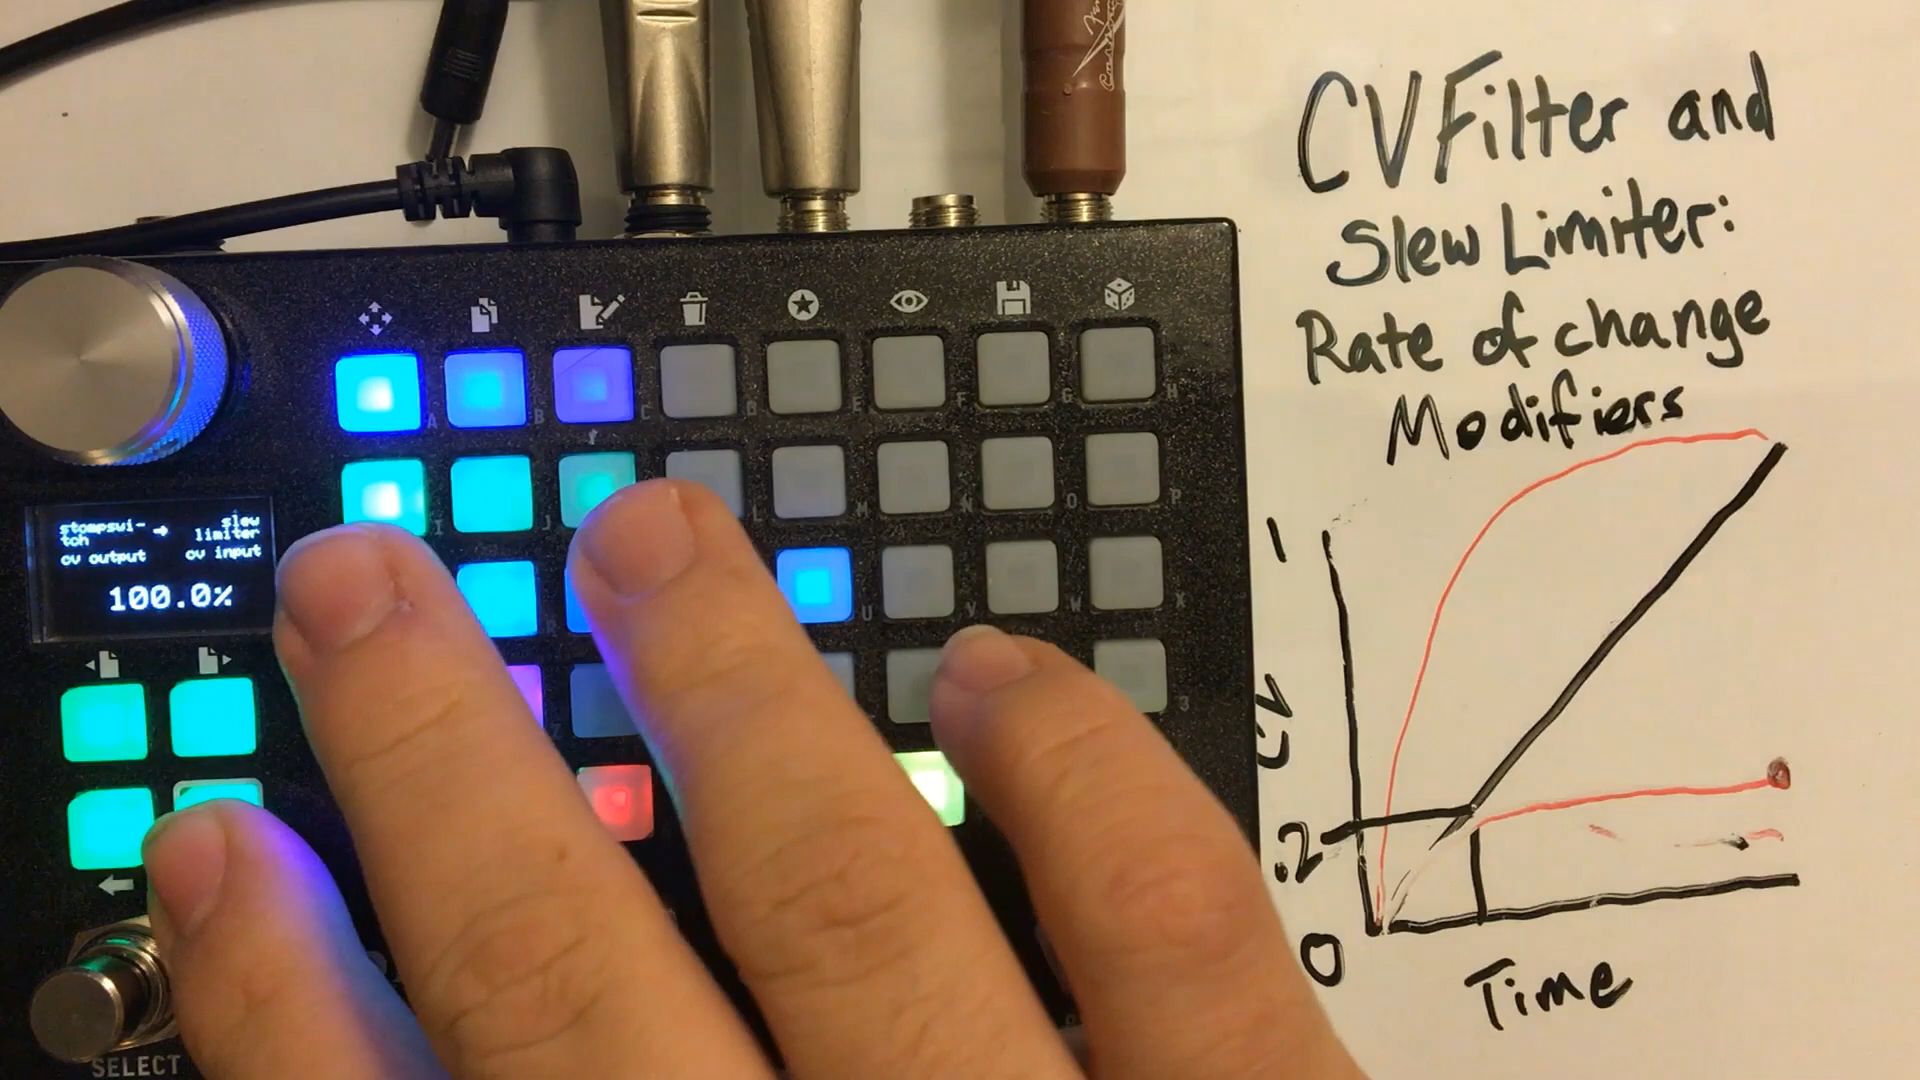 CV Filter and
Slew Limiter:
Rate of change
Modifiers
1
CV
.2
0
Time
stompswi-
tch
cv output
→
slew
limiter
cv input
100.0%
A
B
C
D
E
F
G
H
I
J
L
M
N
O
P
U
V
W
X
Z
3
SELECT